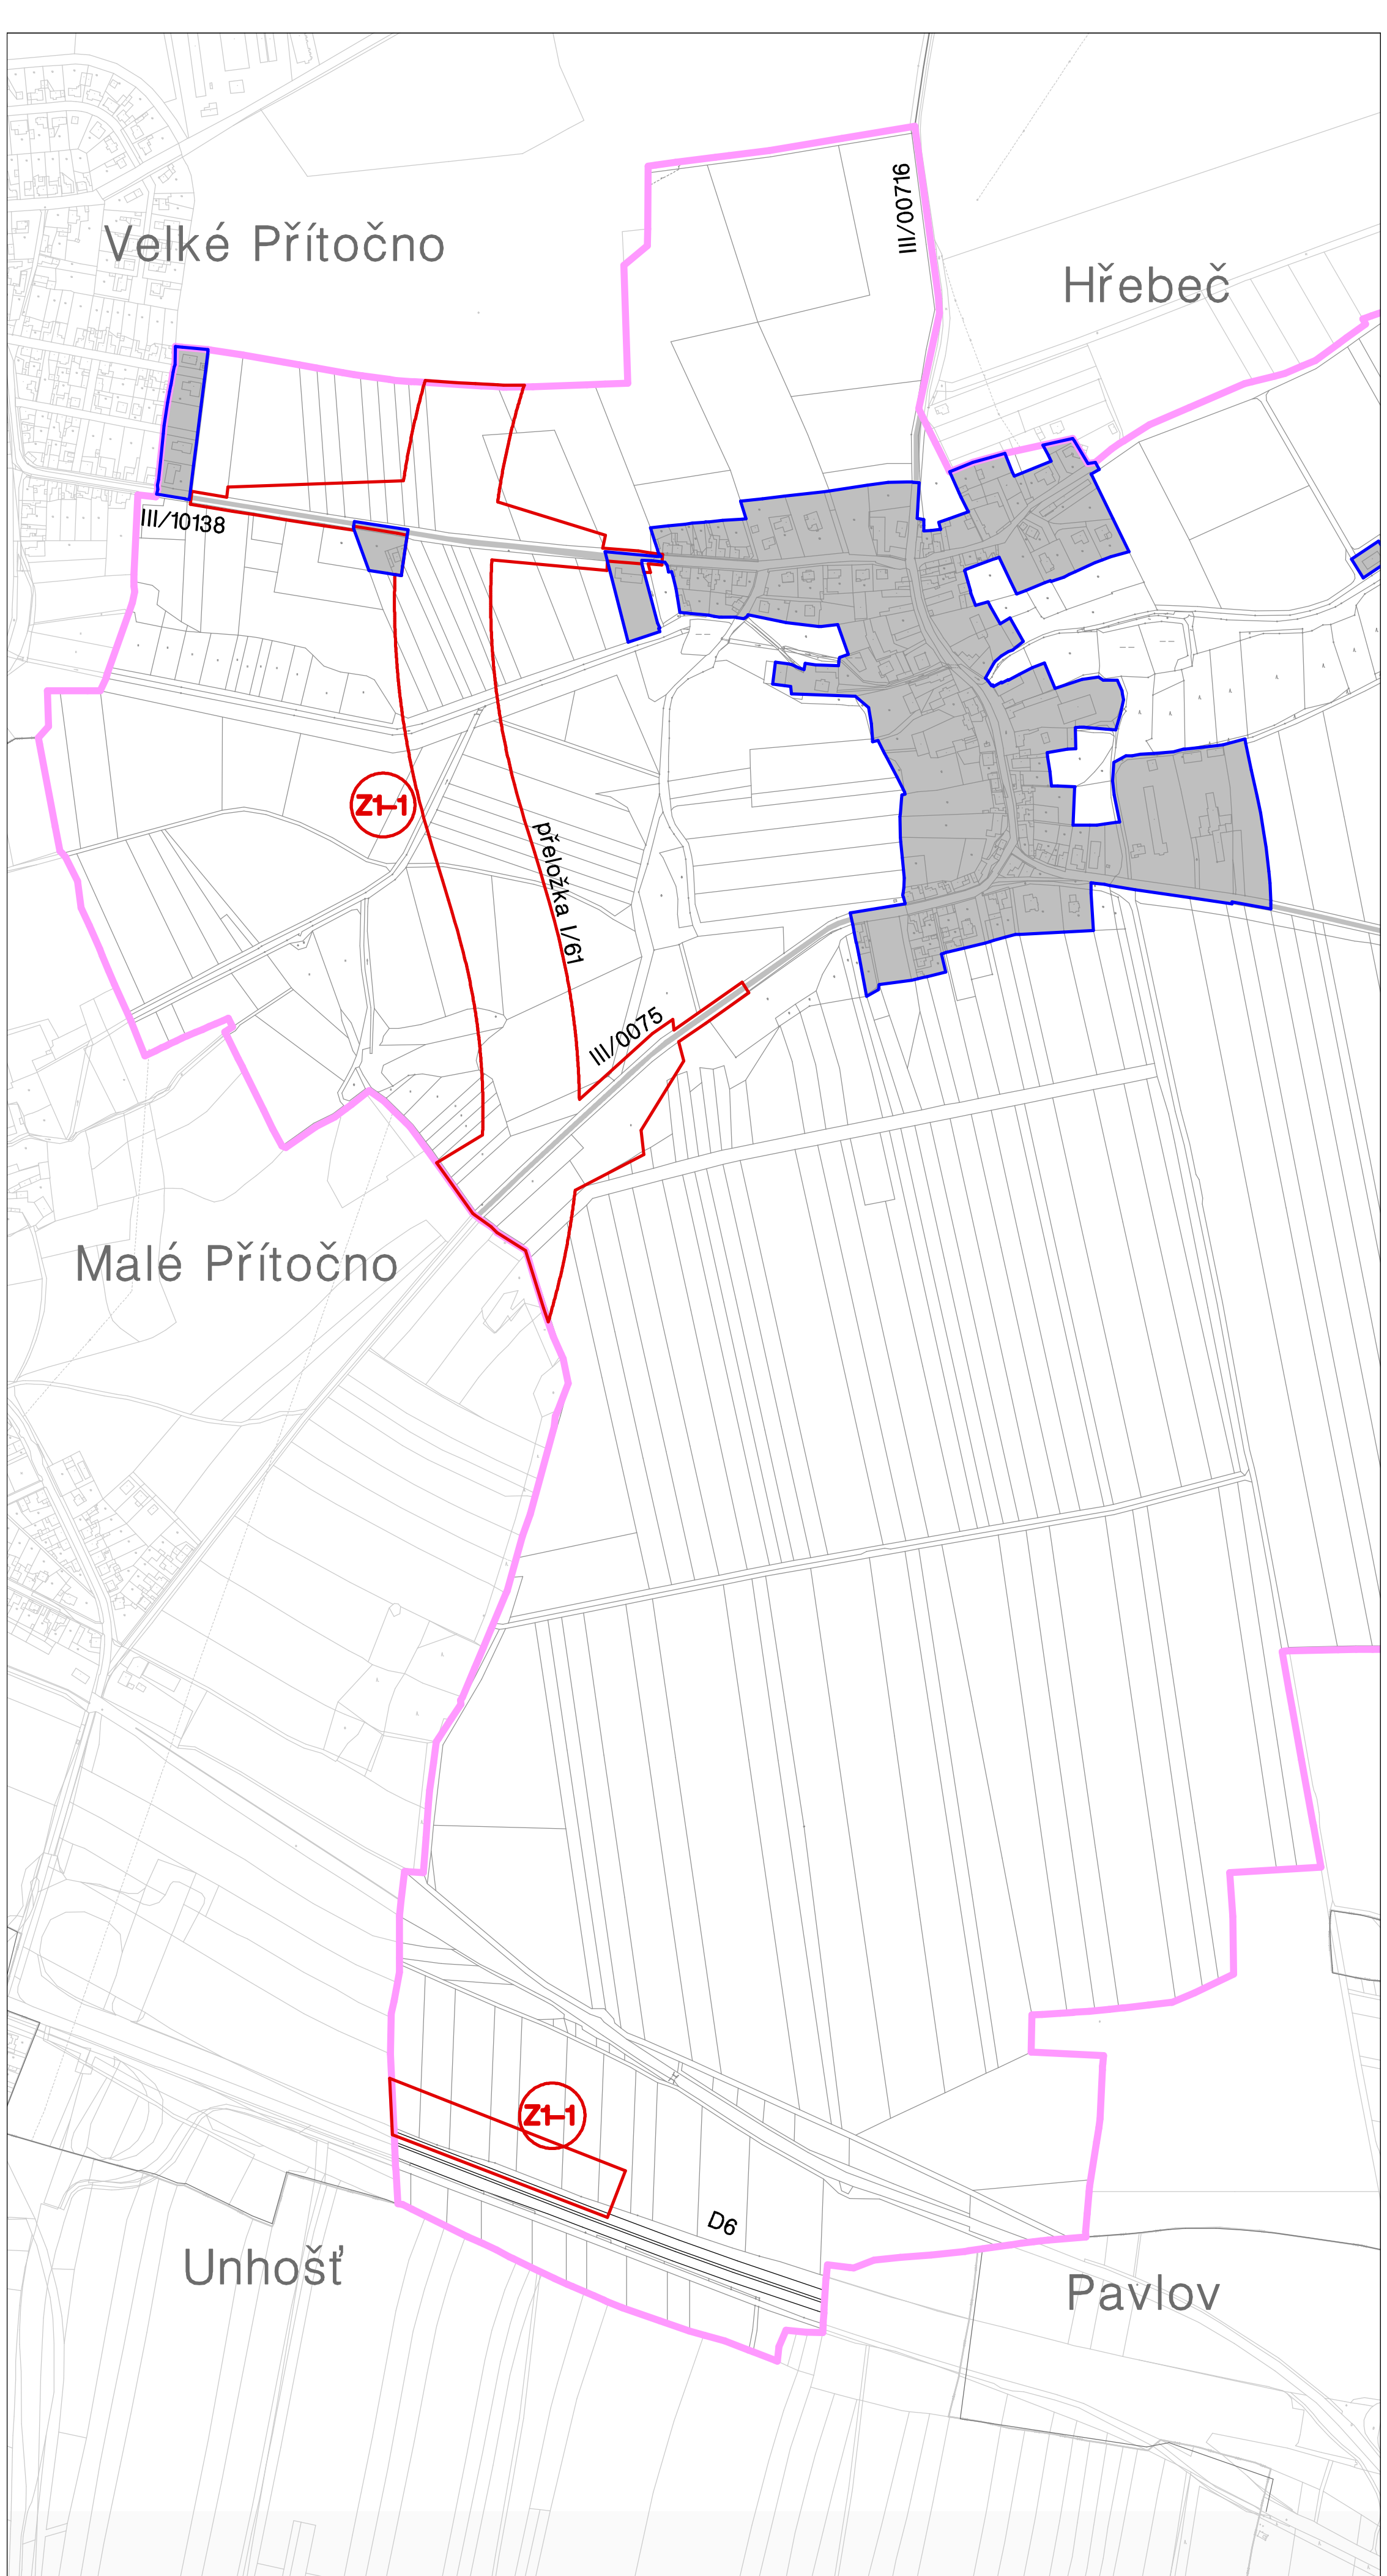 III/00716
Velké Přítočno
Hřebeč
III/10138
Z1-1
přeložka I/61
III/0075
Malé Přítočno
Z1-1
D6
Unhošť
Pavlov